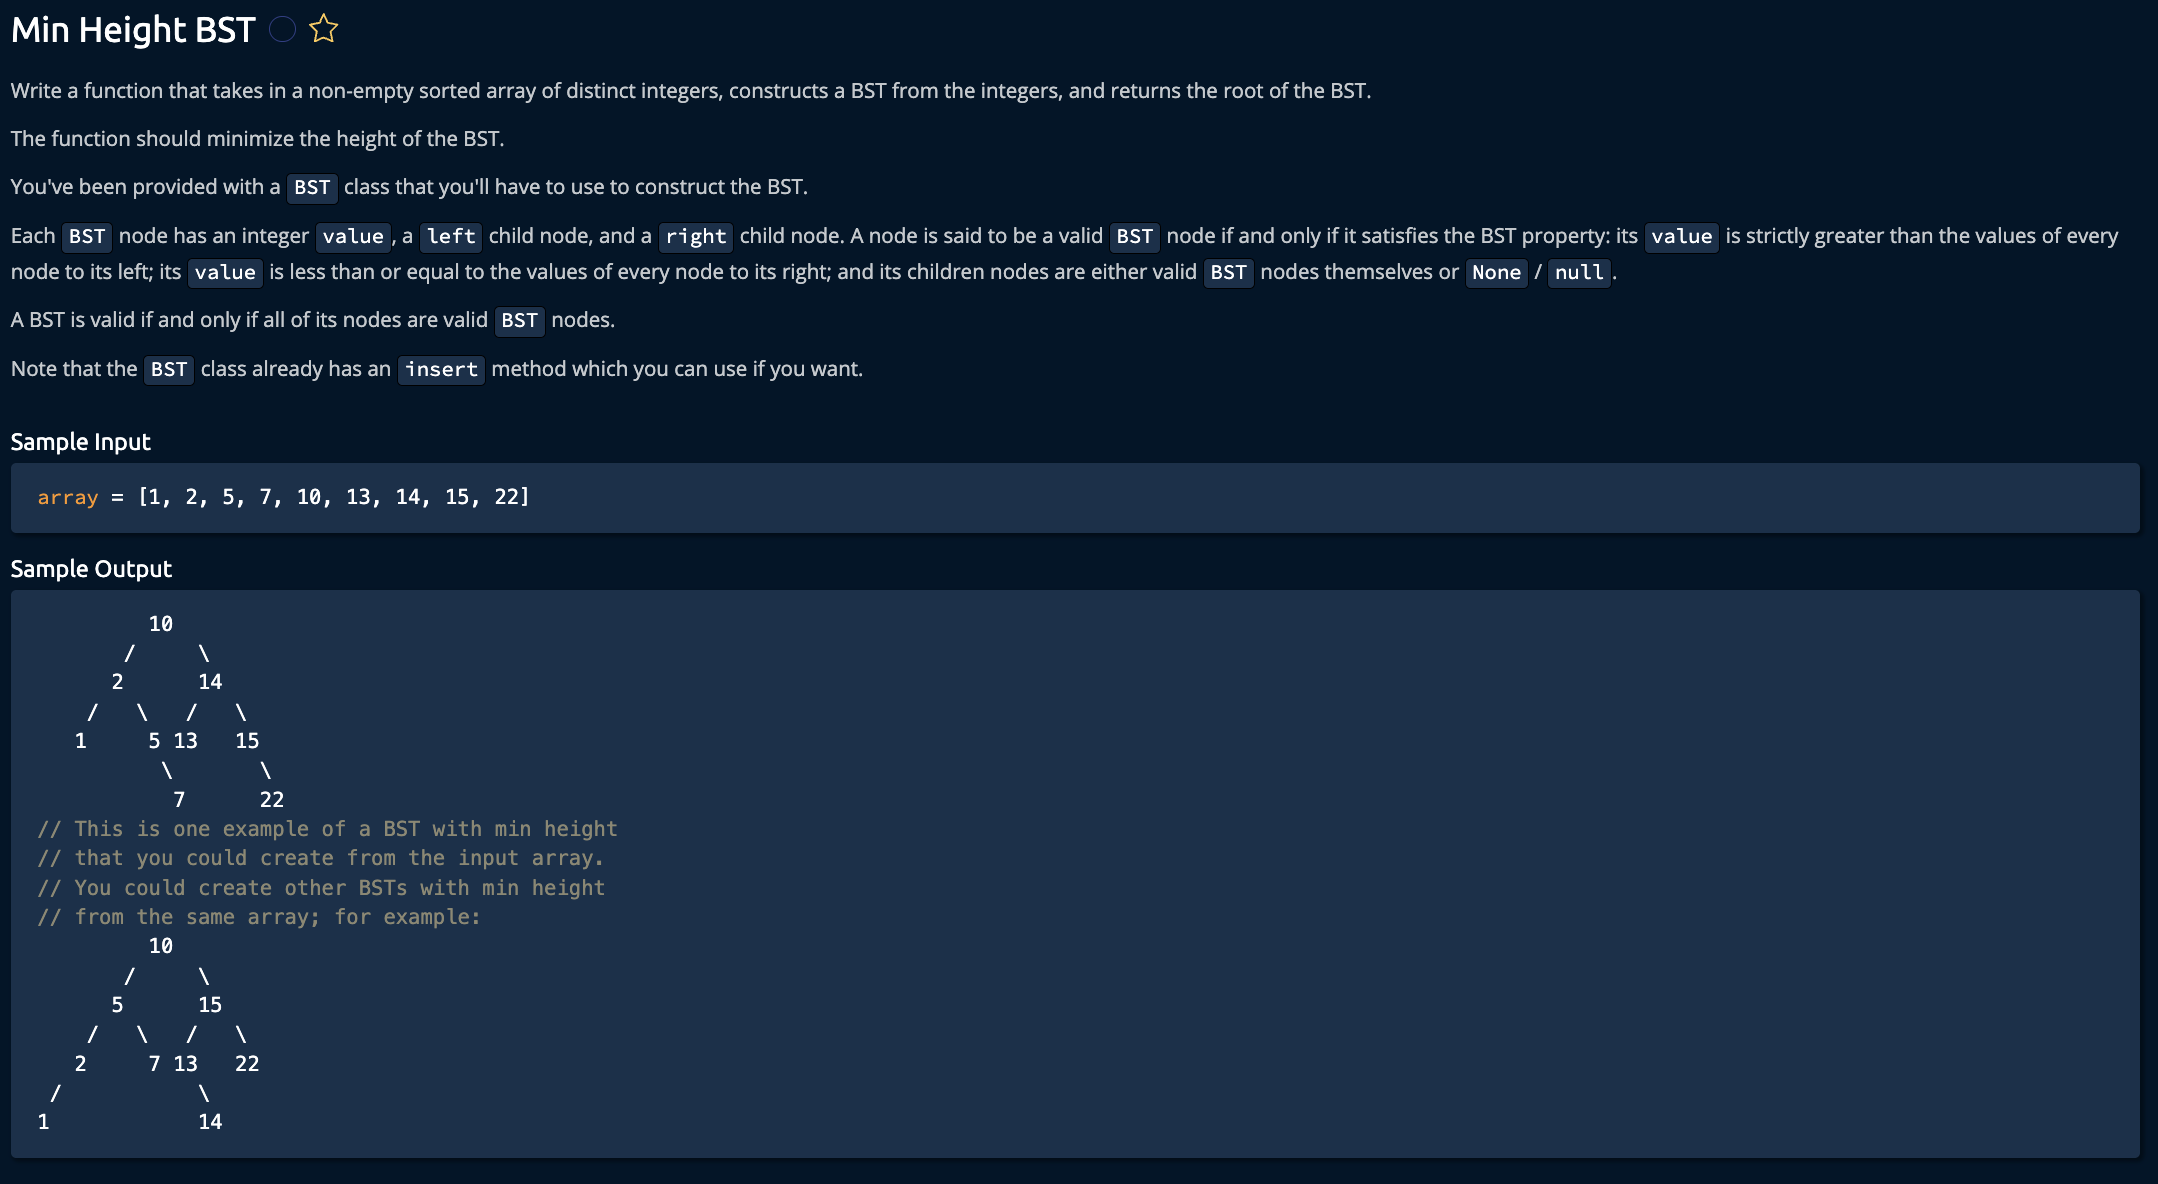 Min Height BST
Write a function that takes in a non-empty sorted array of distinct integers, constructs a BST from the integers, and returns the root of the BST.
The function should minimize the height of the BST.
You've been provided with a BST class that you'll have to use to construct the BST.
Each BST node has an integer value, a left child node, and a right child node. A node is said to be a valid BST node if and only if it satisfies the BST property: its value is strictly greater than the values of every
node to its left; its value is less than or equal to the values of every node to its right; and its children nodes are either valid BST nodes themselves or None / null.
A BST is valid if and only if all of its nodes are valid BST nodes.
Note that the BST class already has an insert method which you can use if you want.
Sample Input
array = [1, 2, 5, 7, 10, 13, 14, 15, 22]
Sample Output
         10
       /     \
      2      14
    /   \   /   \
   1     5 13   15
          \       \
           7      22
// This is one example of a BST with min height
// that you could create from the input array.
// You could create other BSTs with min height
// from the same array; for example:
         10
       /     \
      5      15
    /   \   /   \
   2     7 13   22
 /           \
1            14